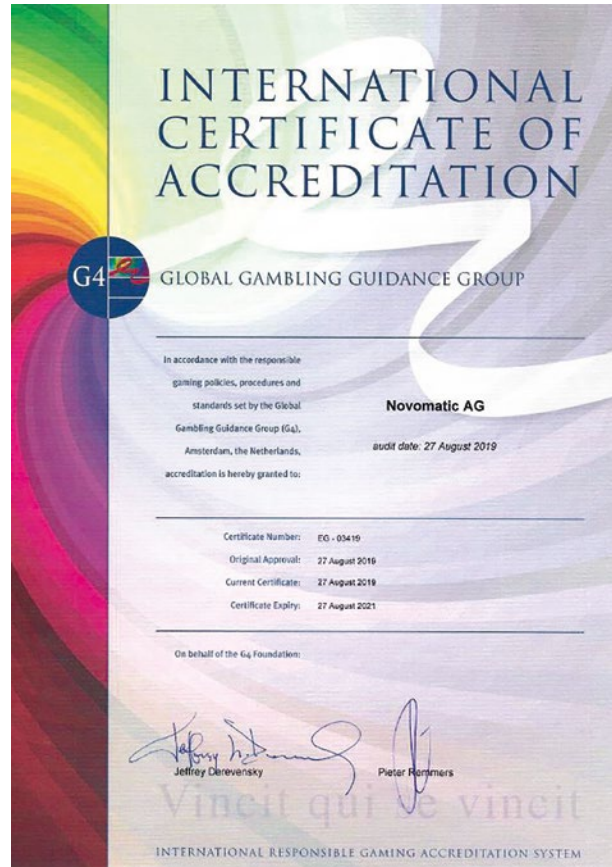 INTERNATIONAL
CERTIFICATE OF
ACCREDITATION
G4
GLOBAL GAMBLING GUIDANCE GROUP
In accordance with the responsible
gaming policies, procedures and
standards set by the Global
Gambling Guidance Group (G4),
Amsterdam, the Netherlands,
accreditation is hereby granted to:
Novomatic AG
audit date: 27 August 2019
Certificate Number: EG - 03419
Original Approval: 27 August 2019
Current Certificate: 27 August 2019
Certificate Expiry: 27 August 2021
On behalf of the G4 Foundation:
Jeffrey Derevensky
Pieter Remmers
Vincit qui se vincit
INTERNATIONAL RESPONSIBLE GAMING ACCREDITATION SYSTEM